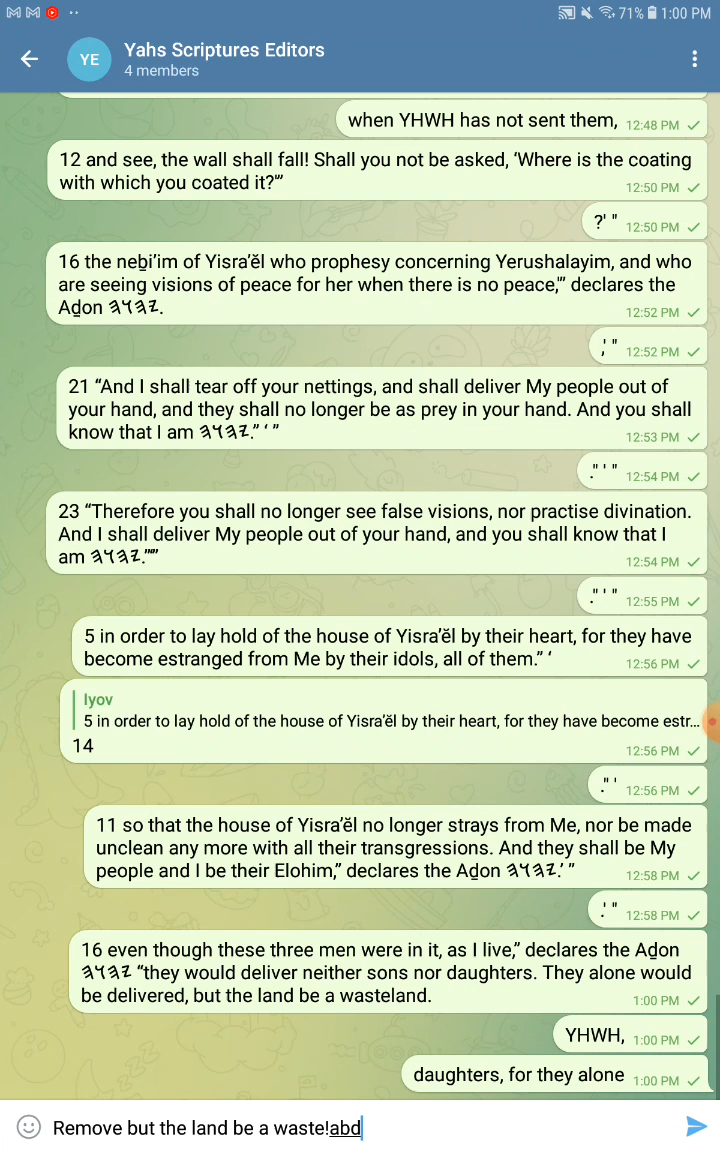 71% 1:00 PM
YE
Yahs Scriptures Editors
4 members
when YHWH has not sent them, 12:48 PM
12 and see, the wall shall fall! Shall you not be asked, ‘Where is the coating
with which you coated it?’”
12:50 PM
?' " 12:50 PM
16 the neḇi’im of Yisra’ĕl who prophesy concerning Yerushalayim, and who
are seeing visions of peace for her when there is no peace,’” declares the
Aḏon 𐤉𐤄𐤅𐤄.
12:52 PM
,' " 12:52 PM
21 “And I shall tear off your nettings, and shall deliver My people out of
your hand, and they shall no longer be as prey in your hand. And you shall
know that I am 𐤉𐤄𐤅𐤄.” ‘ ”
12:53 PM
." ' " 12:54 PM
23 “Therefore you shall no longer see false visions, nor practise divination.
And I shall deliver My people out of your hand, and you shall know that I
am 𐤉𐤄𐤅𐤄.”’”
12:54 PM
." ' " 12:55 PM
5 in order to lay hold of the house of Yisra’ĕl by their heart, for they have
become estranged from Me by their idols, all of them.” ‘
12:56 PM
Iyov
5 in order to lay hold of the house of Yisra’ĕl by their heart, for they have become estr...
14
12:56 PM
." ' 12:56 PM
11 so that the house of Yisra’ĕl no longer strays from Me, nor be made
unclean any more with all their transgressions. And they shall be My
people and I be their Elohim,” declares the Aḏon 𐤉𐤄𐤅𐤄.’ ”
12:58 PM
.' " 12:58 PM
16 even though these three men were in it, as I live,” declares the Aḏon
𐤉𐤄𐤅𐤄 “they would deliver neither sons nor daughters. They alone would
be delivered, but the land be a wasteland.
1:00 PM
YHWH, 1:00 PM
daughters, for they alone 1:00 PM
Remove but the land be a waste!abd